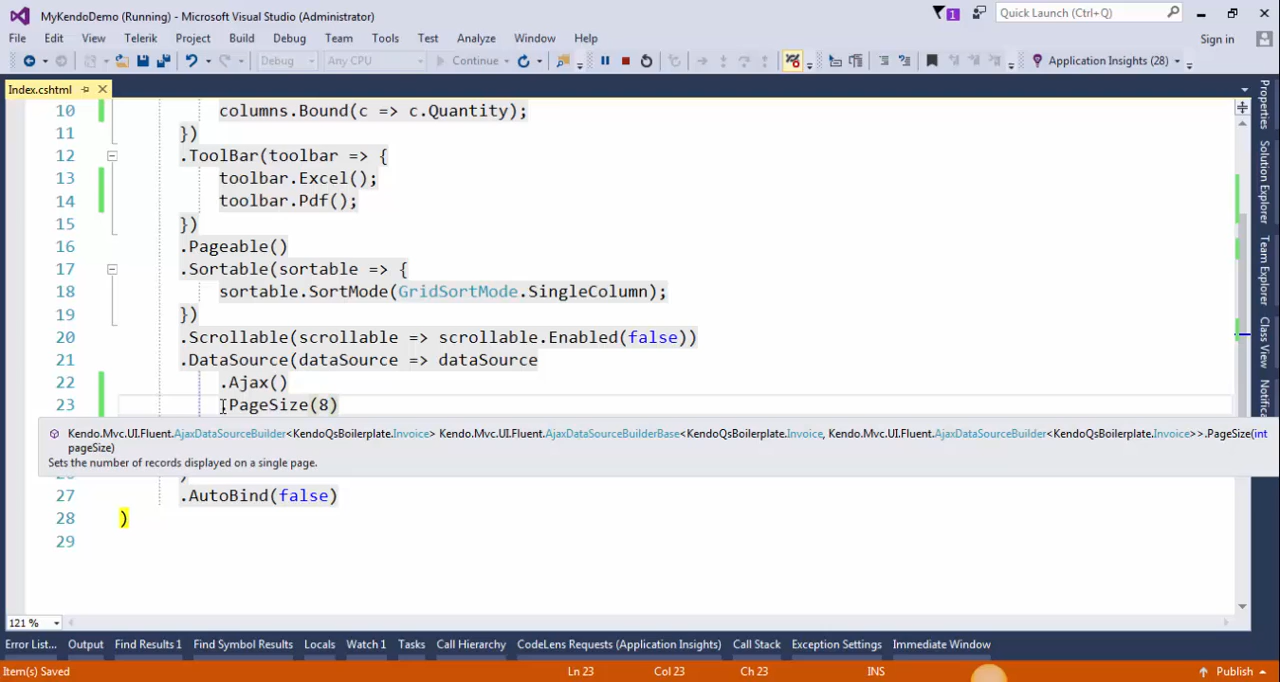 MyKendoDemo (Running) - Microsoft Visual Studio (Administrator)
1
Quick Launch (Ctrl+Q)
File Edit View Telerik Project Build Debug Team Tools Test Analyze Window Help
Sign in
Debug Any CPU Continue Application Insights (28)
Index.cshtml
10 columns.Bound(c => c.Quantity);
11 })
12 .ToolBar(toolbar => {
13 toolbar.Excel();
14 toolbar.Pdf();
15 })
16 .Pageable()
17 .Sortable(sortable => {
18 sortable.SortMode(GridSortMode.SingleColumn);
19 })
20 .Scrollable(scrollable => scrollable.Enabled(false))
21 .DataSource(dataSource => dataSource
22 .Ajax()
23 .PageSize(8)
Kendo.Mvc.UI.Fluent.AjaxDataSourceBuilder<KendoQsBoilerplate.Invoice> Kendo.Mvc.UI.Fluent.AjaxDataSourceBuilderBase<KendoQsBoilerplate.Invoice, Kendo.Mvc.UI.Fluent.AjaxDataSourceBuilder<KendoQsBoilerplate.Invoice>>.PageSize(int
pageSize)
Sets the number of records displayed on a single page.
27 .AutoBind(false)
28 )
29
Properties
Solution Explorer
Team Explorer
Class View
121 %
Error List... Output Find Results 1 Find Symbol Results Locals Watch 1 Tasks Call Hierarchy CodeLens Requests (Application Insights) Call Stack Exception Settings Immediate Window
Item(s) Saved Ln 23 Col 23 Ch 23 INS Publish